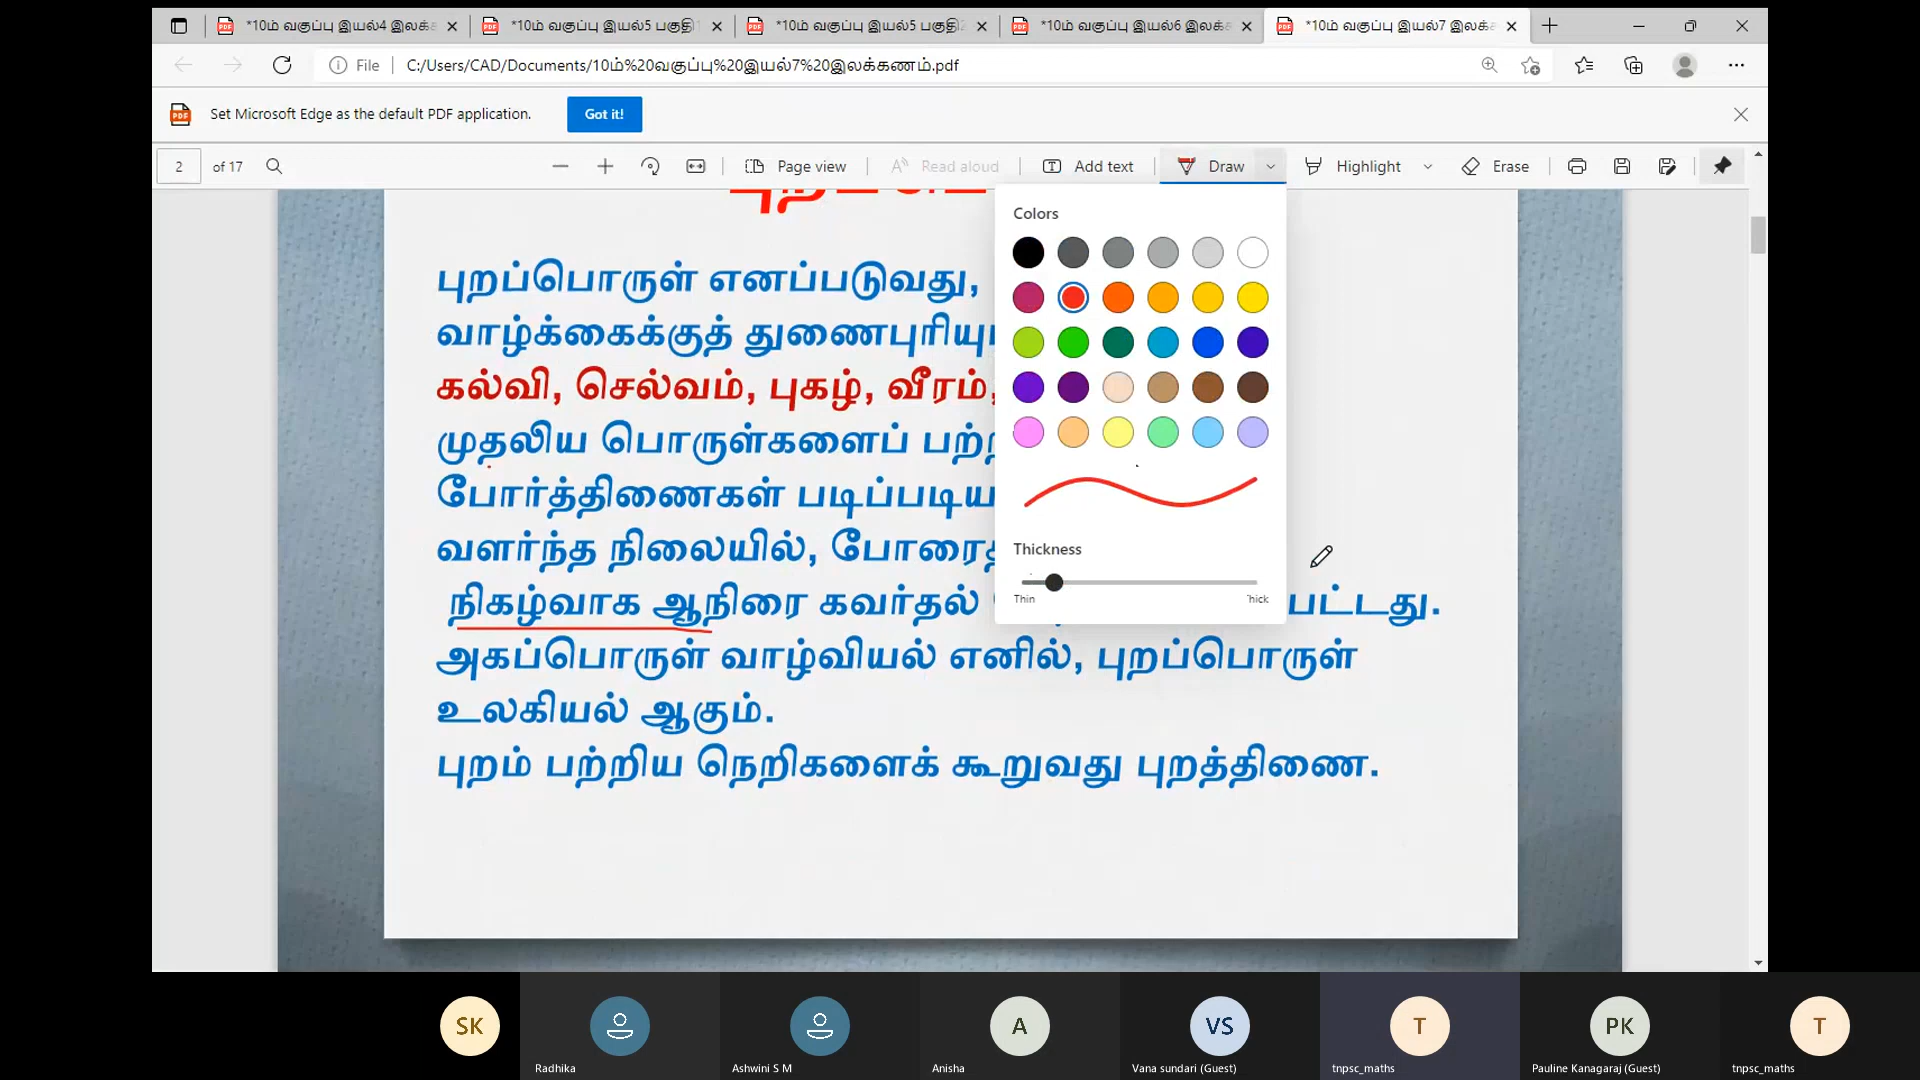 *10ம் வகுப்பு இயல்4 இலக்க
*10ம் வகுப்பு இயல்5 பகுதி1
*10ம் வகுப்பு இயல்5 பகுதி2
*10ம் வகுப்பு இயல்6 இலக்
*10ம் வகுப்பு இயல்7 இலக்க
File C:/Users/CAD/Documents/10ம்%20வகுப்பு%20இயல்7%20இலக்கணம்.pdf
Set Microsoft Edge as the default PDF application. Got it!
2 of 17 Page view Read aloud Add text Draw Highlight Erase
Colors
Thickness
Thin
hick
புறப்பொருள் எனப்படுவது,
வாழ்க்கைக்குத் துணைபுரியு
கல்வி, செல்வம், புகழ், வீரம்,
முதலிய பொருள்களைப் பற்
போர்த்திணைகள் படிப்படிய
வளர்ந்த நிலையில், போரை
நிகழ்வாக ஆநிரை கவர்தல் பட்டது.
அகப்பொருள் வாழ்வியல் எனில், புறப்பொருள்
உலகியல் ஆகும்.
புறம் பற்றிய நெறிகளைக் கூறுவது புறத்திணை.
SK A VS T PK T
Radhika Ashwini S M Anisha Vana sundari (Guest) tnpsc_maths Pauline Kanagaraj (Guest) tnpsc_maths